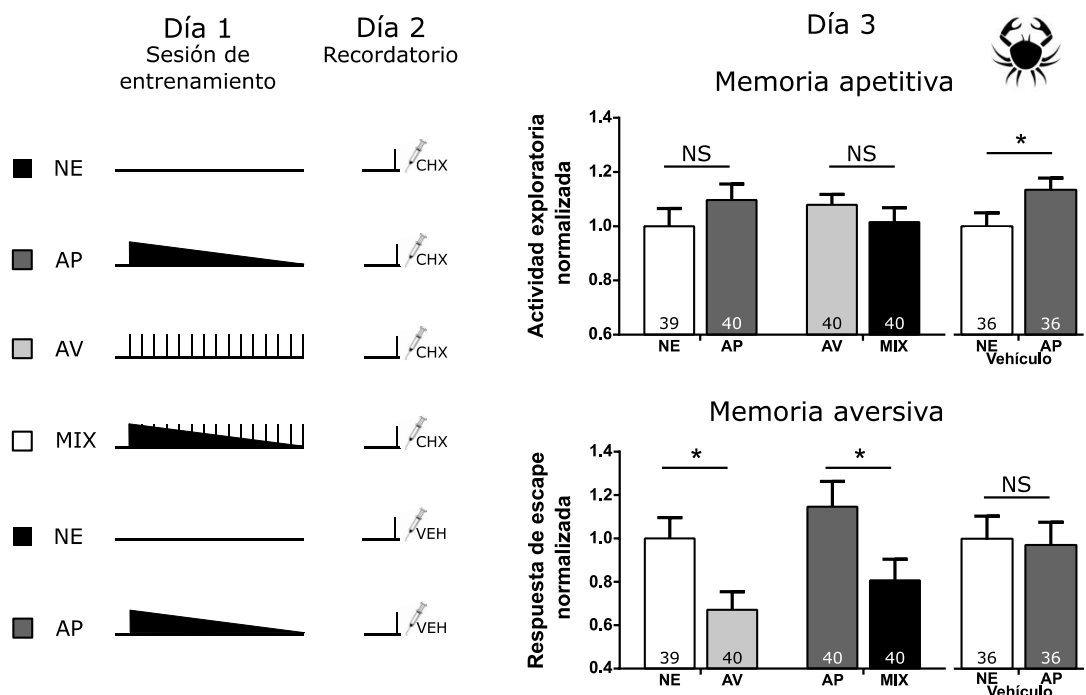 Día 1
Sesión de
entrenamiento
Día 2
Recordatorio
NE
CHX
AP
CHX
AV
CHX
MIX
CHX
NE
VEH
AP
VEH
Día 3
Memoria apetitiva
Actividad exploratoria
normalizada
1.4
1.2
1.0
0.8
0.6
NS
NS
*
39
40
40
40
36
36
NE
AP
AV
MIX
NE
AP
Vehículo
Memoria aversiva
Respuesta de escape
normalizada
1.4
1.2
1.0
0.8
0.6
0.4
*
*
NS
39
40
40
40
36
36
NE
AV
AP
MIX
NE
AP
Vehículo